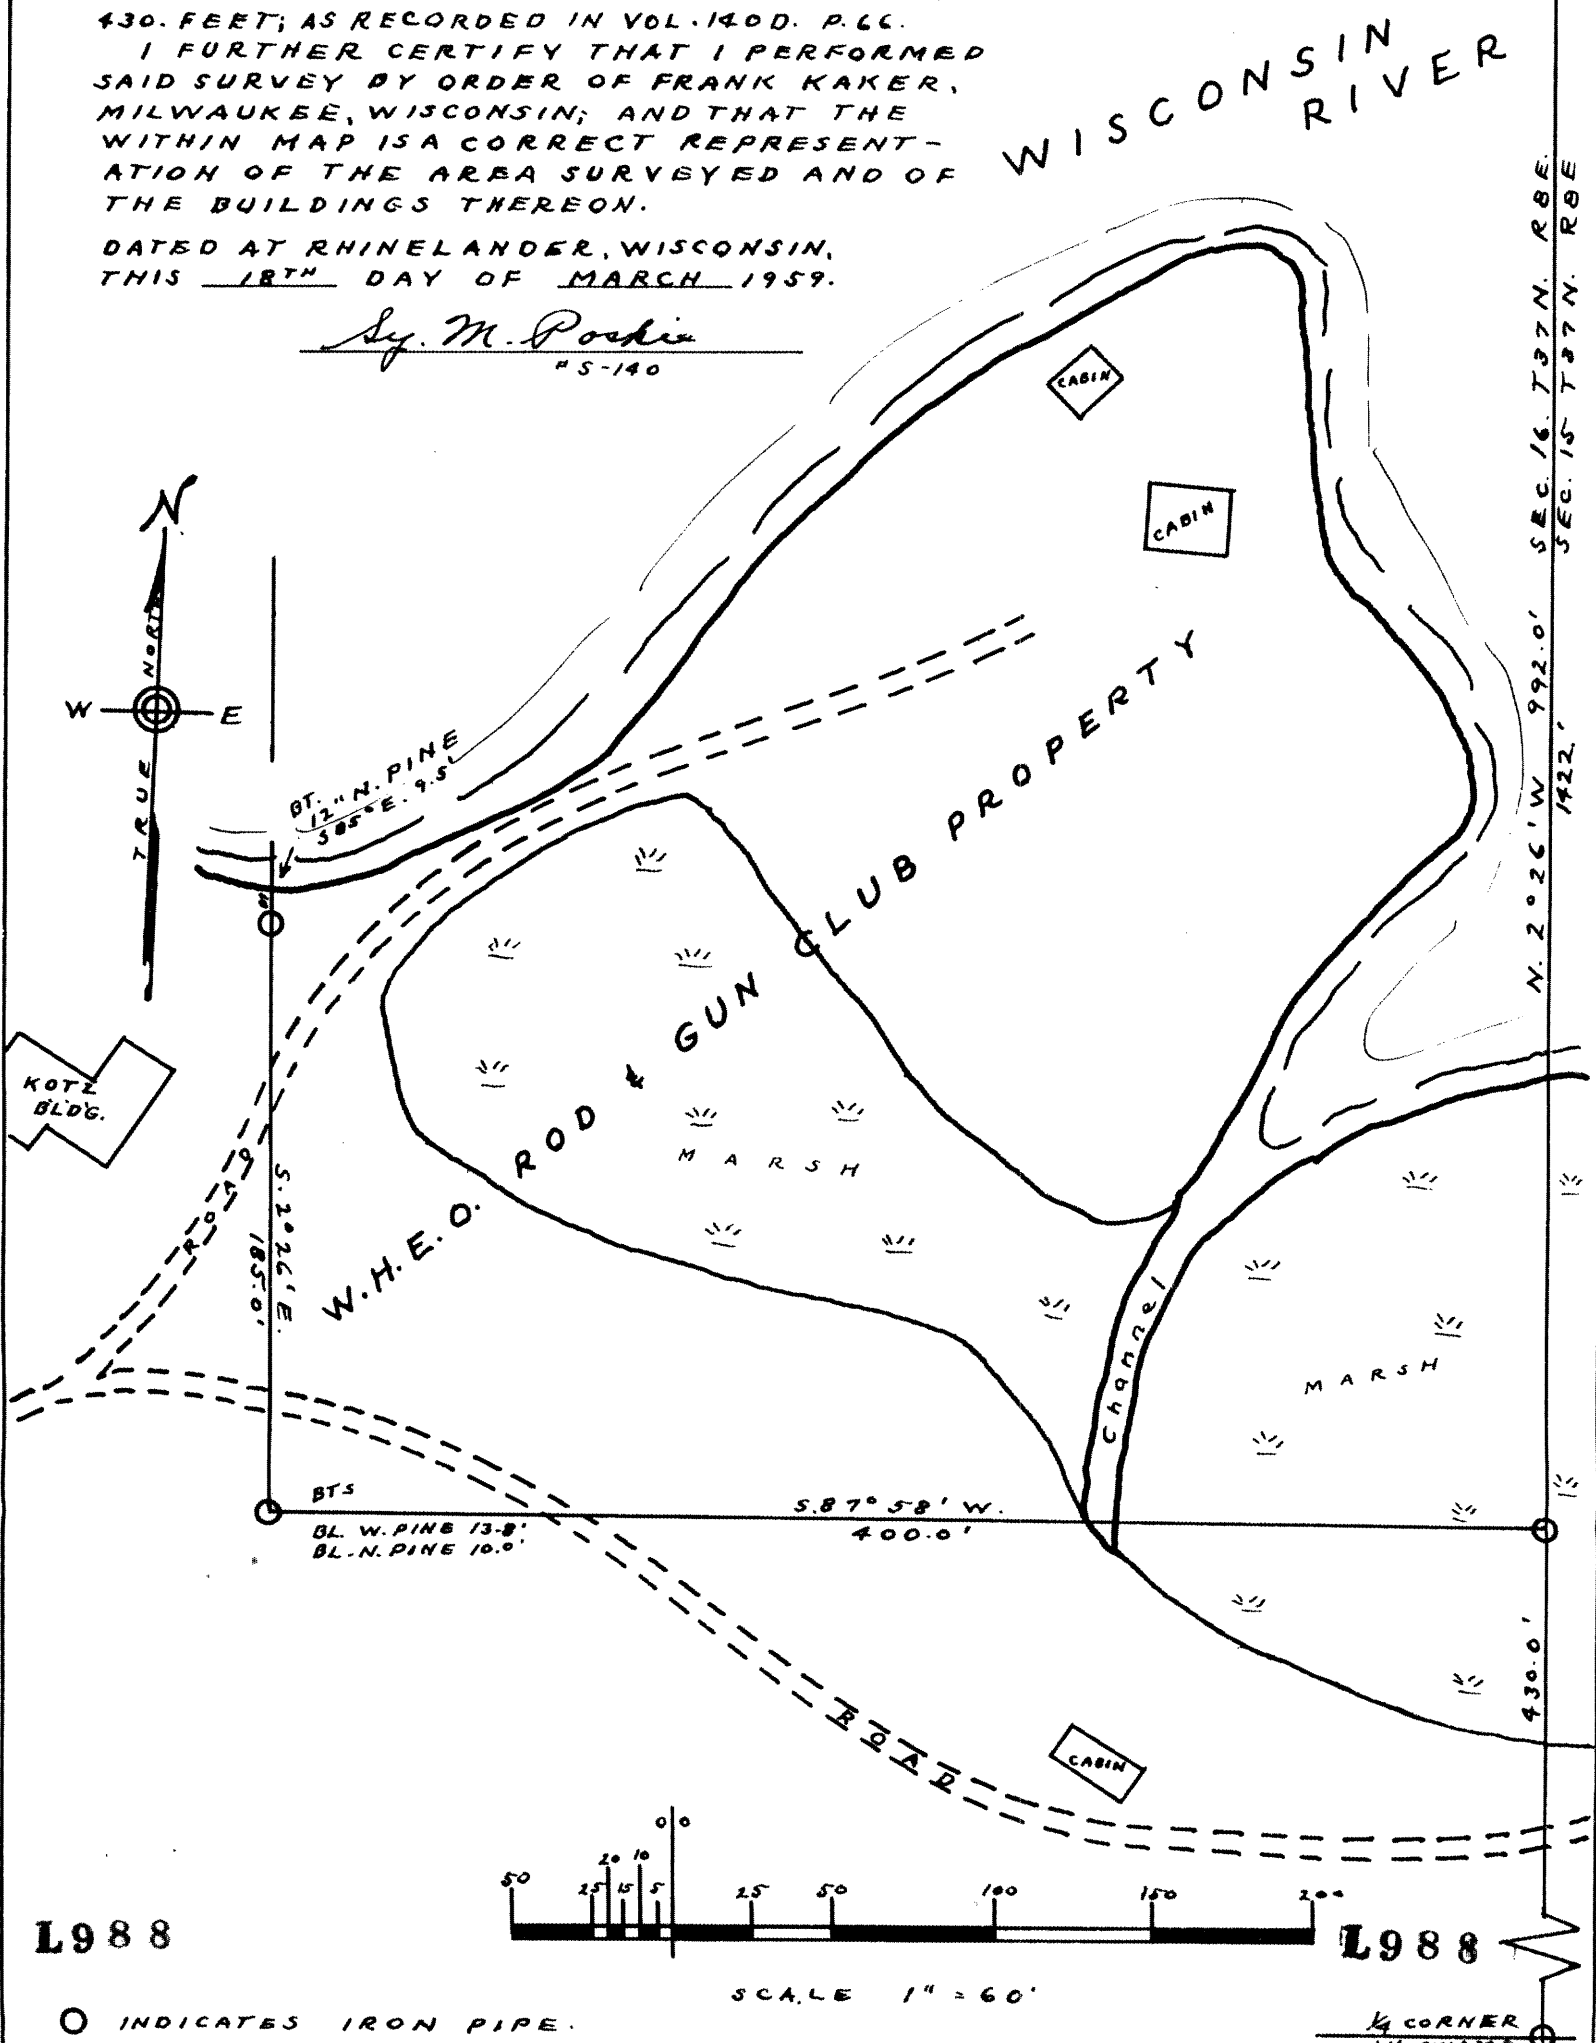 430. FEET; AS RECORDED IN VOL. 140D. P. 66.
I FURTHER CERTIFY THAT I PERFORMED
SAID SURVEY BY ORDER OF FRANK KAKER,
MILWAUKEE, WISCONSIN; AND THAT THE
WITHIN MAP IS A CORRECT REPRESENT-
ATION OF THE AREA SURVEYED AND OF
THE BUILDINGS THEREON.
DATED AT RHINELANDER, WISCONSIN,
THIS 18TH DAY OF MARCH 1959.
Sy. M. Poskie
#S-140
WISCONSIN
RIVER
SEC. 16. T37N. R8E.
SEC. 15 T37N. R8E
CABIN
CABIN
N
TRUE NORTH
W E
N. 2°26'W 992.0'
1422.'
BT.
12" N. PINE
S85°E. 9.5'
W.H.E.O. ROD & GUN CLUB PROPERTY
KOTZ
BLDG.
ROAD
S. 2°26'E.
185.0'
MARSH
Channel
MARSH
BTS
BL. W. PINE 13.8'
BL. N. PINE 10.0'
S. 87° 58' W.
400.0'
430.0'
ROAD
CABIN
0 0
50 25 20 15 10 5 25 50 100 150 200
L988
L988
SCALE 1" = 60'
O INDICATES IRON PIPE.
1/4 CORNER